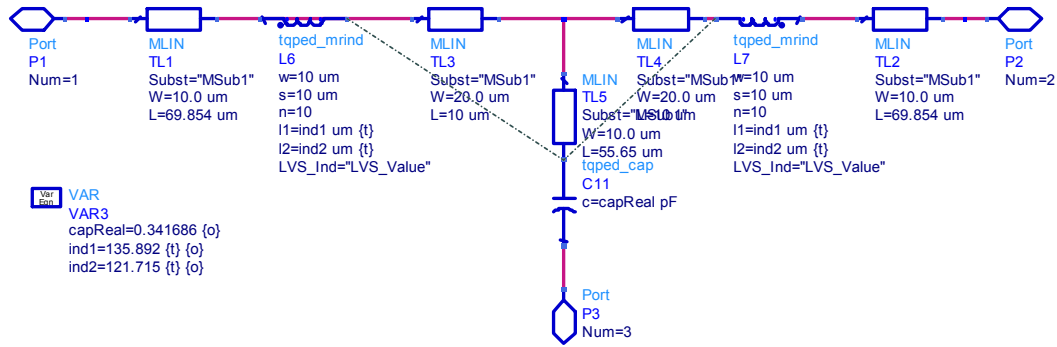 Port
P1
Num=1
MLIN
TL1
Subst="MSub1"
W=10.0 um
L=69.854 um
tqped_mrind
L6
w=10 um
s=10 um
n=10
l1=ind1 um {t}
l2=ind2 um {t}
LVS_Ind="LVS_Value"
MLIN
TL3
Subst="MSub1"
W=20.0 um
L=10 um
MLIN
TL4
Subst="MSub1"
W=20.0 um
L=10 um
MLIN
TL5
Subst="MSub1"
W=10.0 um
L=55.65 um
tqped_cap
C11
c=capReal pF
tqped_mrind
L7
w=10 um
s=10 um
n=10
l1=ind1 um {t}
l2=ind2 um {t}
LVS_Ind="LVS_Value"
MLIN
TL2
Subst="MSub1"
W=10.0 um
L=69.854 um
Port
P2
Num=2
Var
Eqn
VAR
VAR3
capReal=0.341686 {o}
ind1=135.892 {t} {o}
ind2=121.715 {t} {o}
Port
P3
Num=3